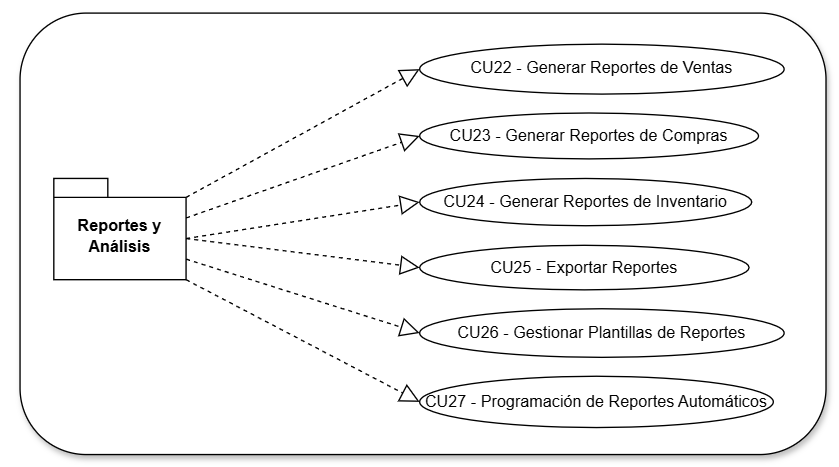 CU22 - Generar Reportes de Ventas
CU23 - Generar Reportes de Compras
CU24 - Generar Reportes de Inventario
Reportes y
Análisis
CU25 - Exportar Reportes
CU26 - Gestionar Plantillas de Reportes
CU27 - Programación de Reportes Automáticos